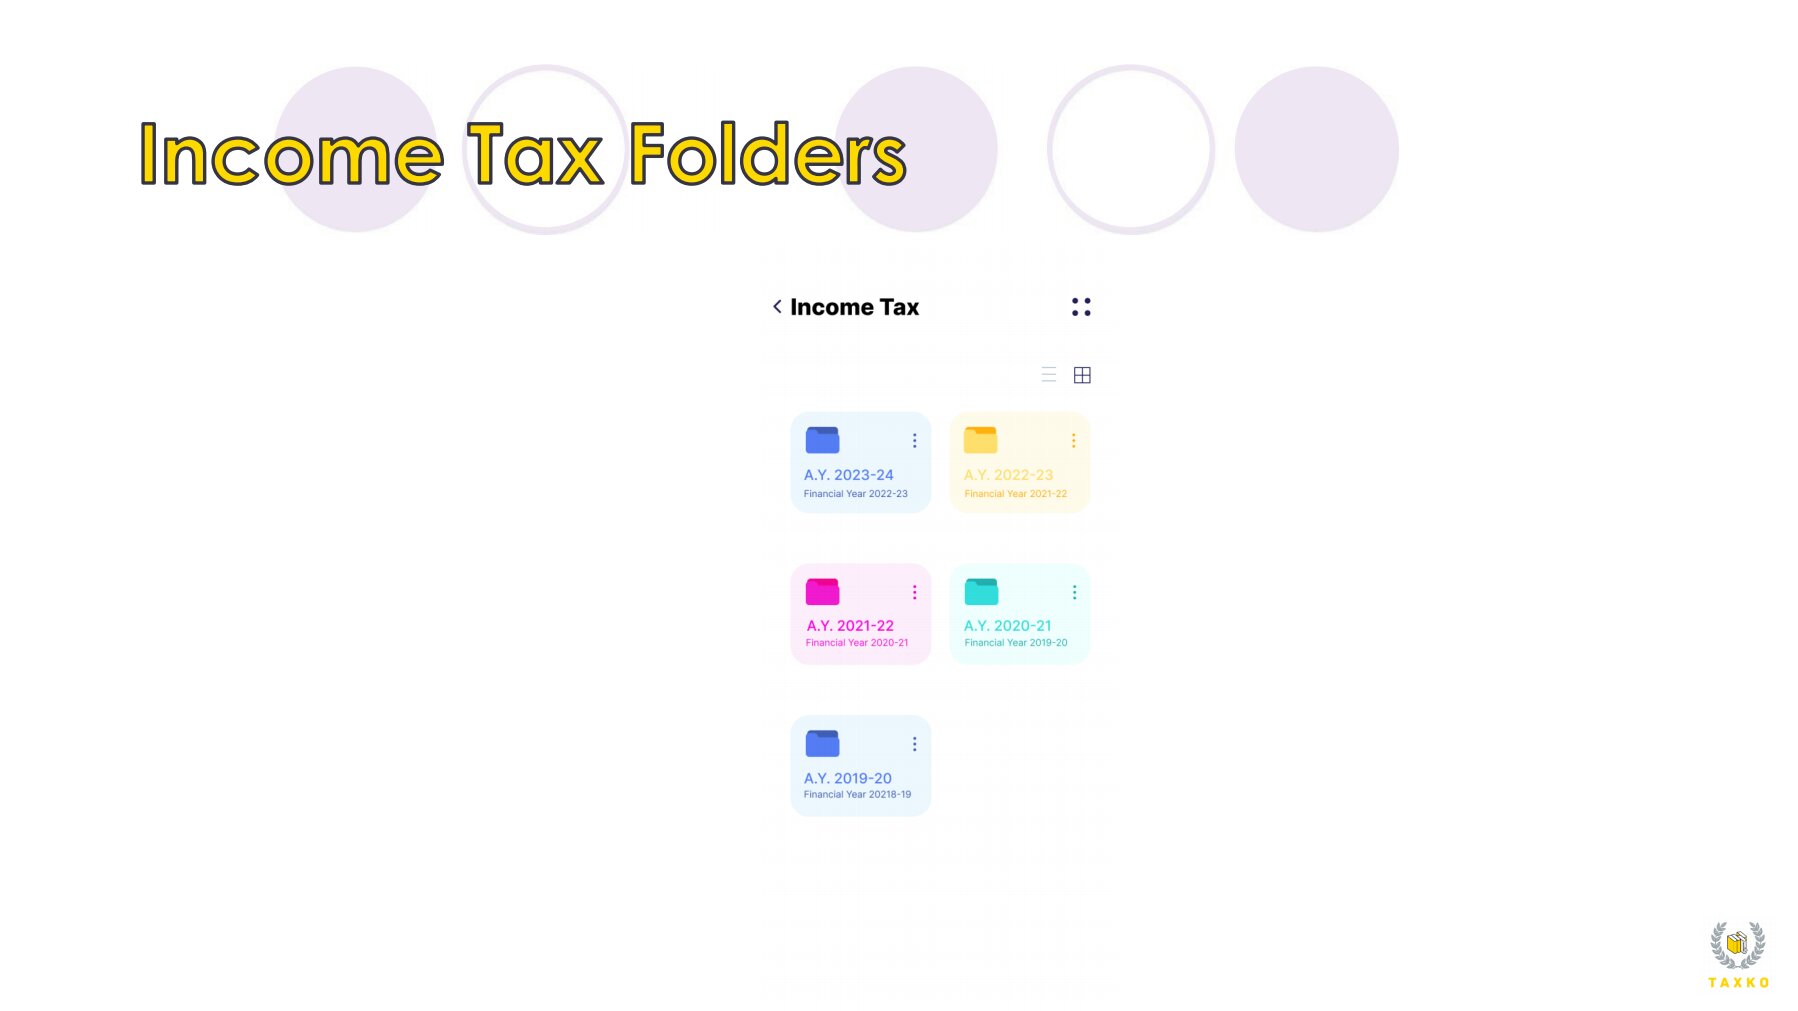 Income Tax Folders
Income Tax
A.Y. 2023-24
Financial Year 2022-23
A.Y. 2022-23
Financial Year 2021-22
A.Y. 2021-22
Financial Year 2020-21
A.Y. 2020-21
Financial Year 2019-20
A.Y. 2019-20
Financial Year 20218-19
TAXKO